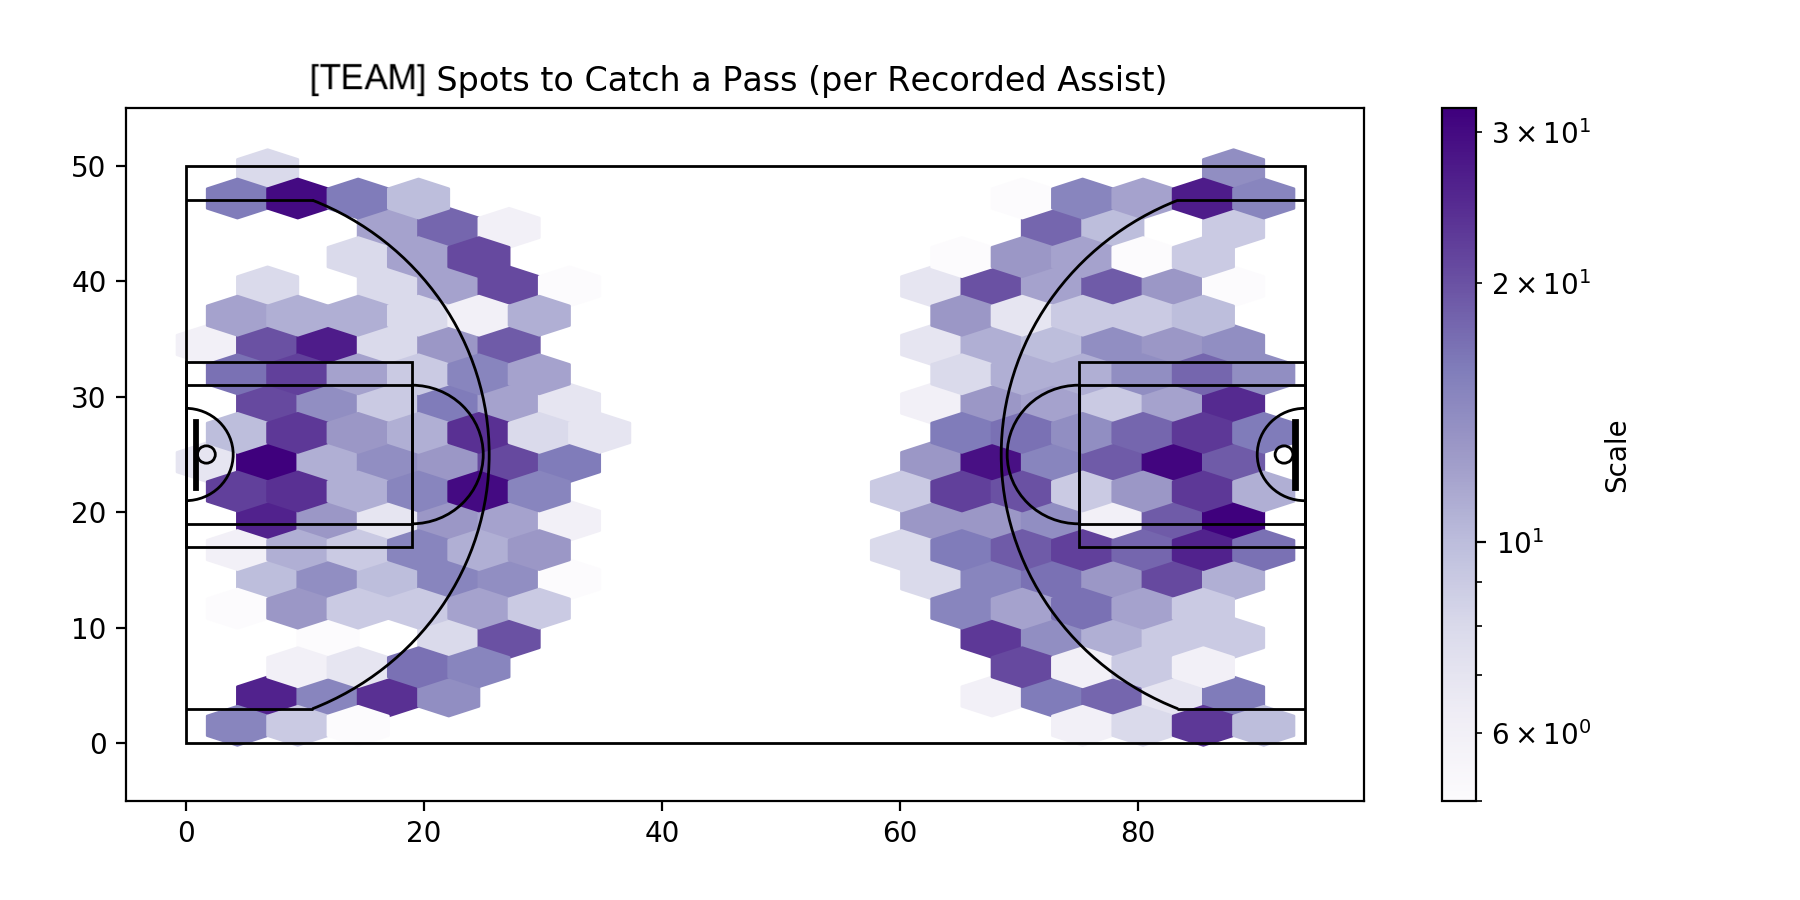 [TEAM] Spots to Catch a Pass (per Recorded Assist)
50
40
30
20
10
0
0 20 40 60 80
3 × 10¹
2 × 10¹
10¹
6 × 10⁰
Scale